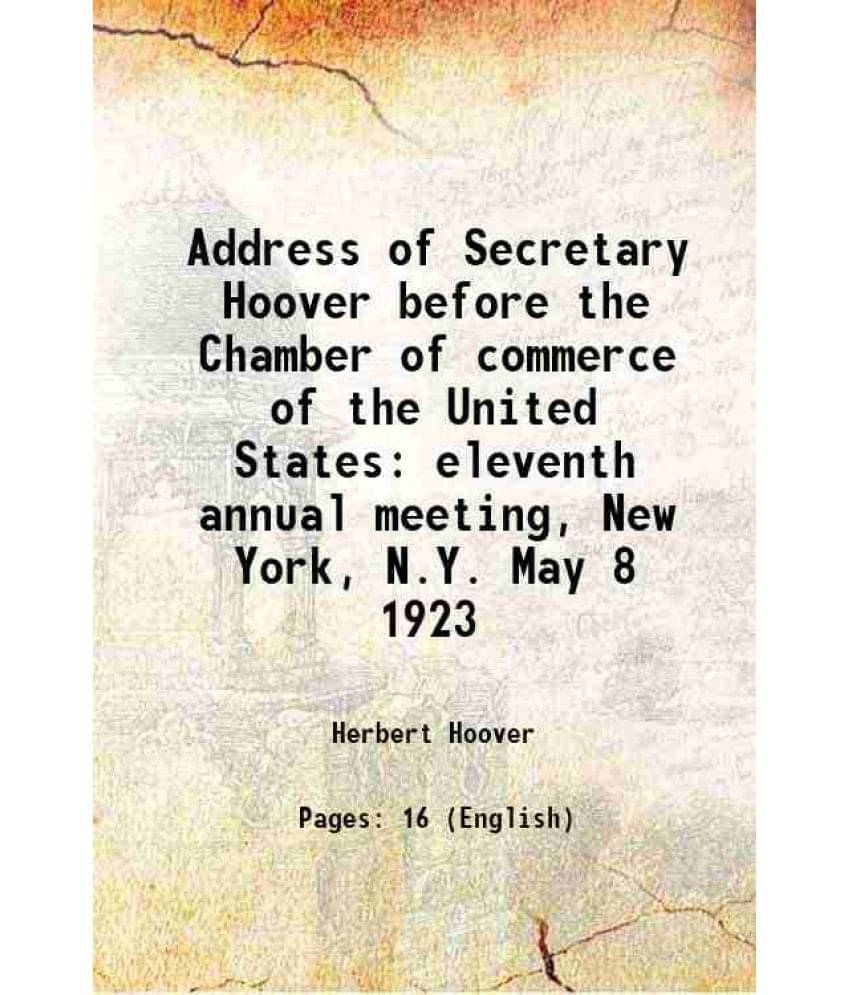 Address of Secretary
Hoover before the
Chamber of commerce
of the United
States: eleventh
annual meeting, New
York, N.Y. May 8
1923
Herbert Hoover
Pages: 16 (English)